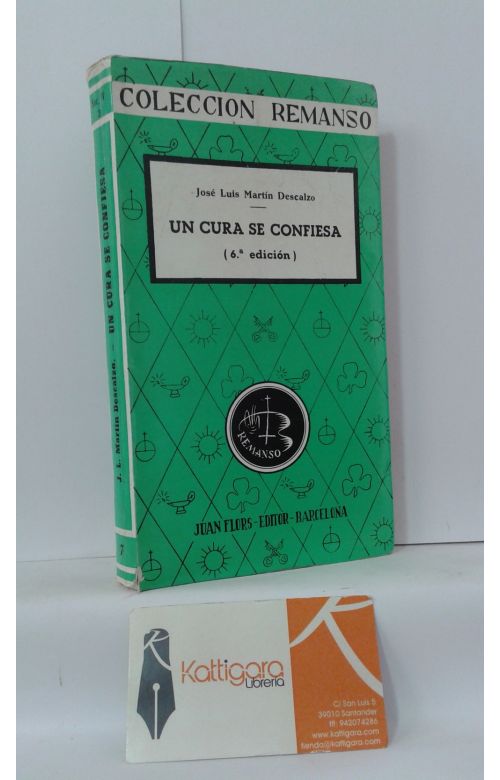 COLECCION REMANSO
José Luis Martín Descalzo
UN CURA SE CONFIESA
( 6.ª edición )
REMANSO
JUAN FLORS-EDITOR-BARCELONA
J. L. Martín Descalzo. - UN CURA SE CONFIESA
7
Kattigara
Librería
C/ San Luis 5
39010 Santander
tlf: 942074286
www.kattigara.com
tienda@kattigara.com